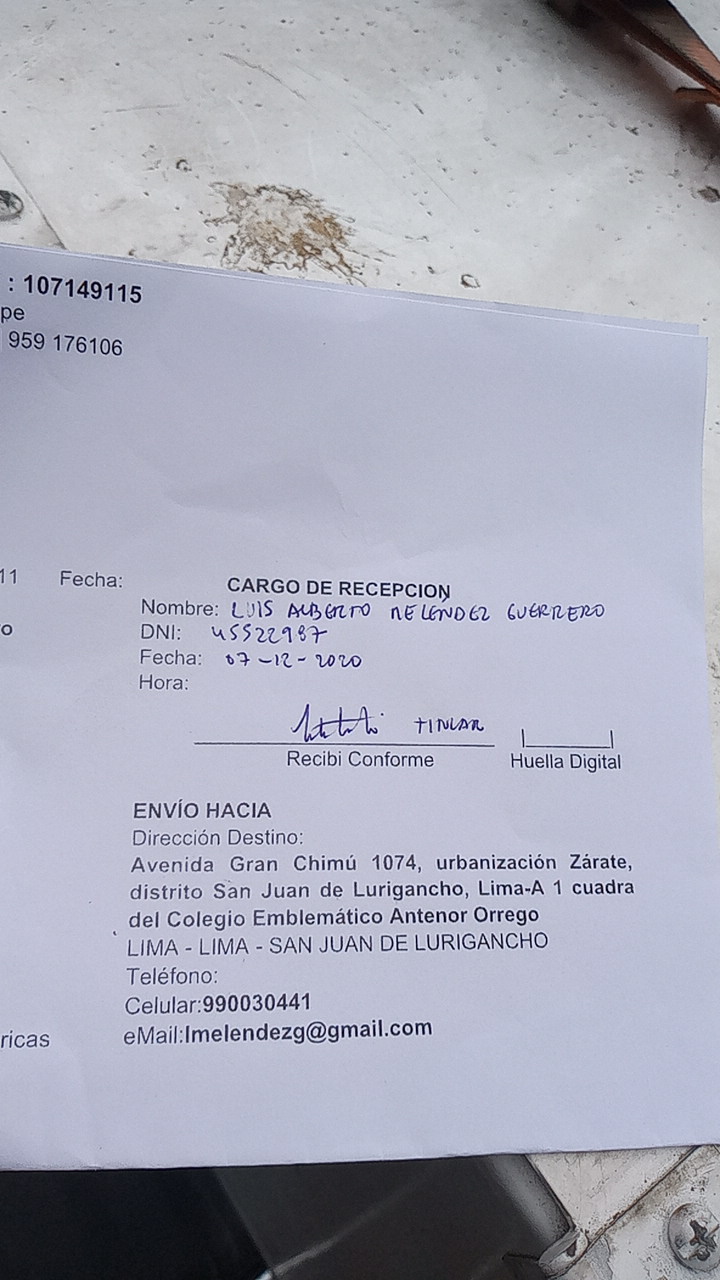 : 107149115
pe
959 176106
11 Fecha:
CARGO DE RECEPCION
Nombre: LUIS ALBERTO MELENDEZ GUERRERO
o
DNI: 45522987
Fecha: 07-12-2020
Hora:
Recibi Conforme Huella Digital
ENVÍO HACIA
Dirección Destino:
Avenida Gran Chimú 1074, urbanización Zárate,
distrito San Juan de Lurigancho, Lima-A 1 cuadra
del Colegio Emblemático Antenor Orrego
LIMA - LIMA - SAN JUAN DE LURIGANCHO
Teléfono:
Celular:990030441
ricas eMail:lmelendezg@gmail.com